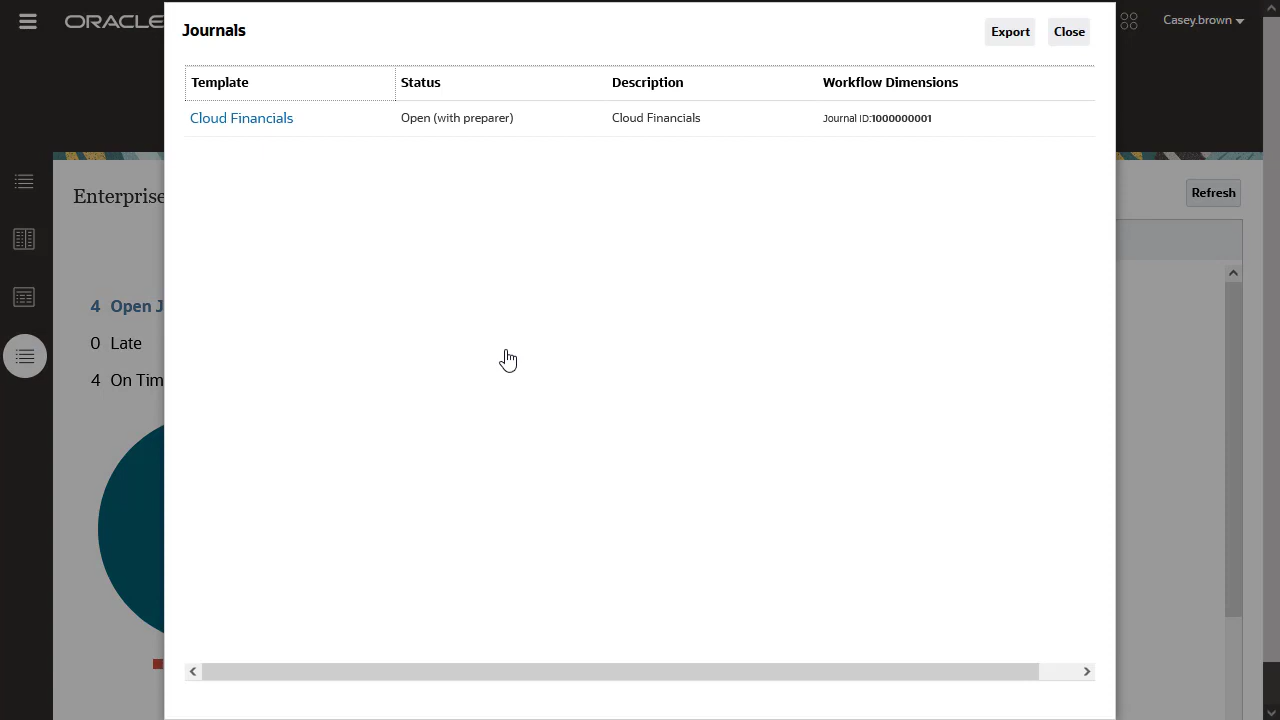 ORACLE
Casey.brown
Journals
Export
Close
Template
Status
Description
Workflow Dimensions
Cloud Financials
Open (with preparer)
Cloud Financials
Journal ID:1000000001
Enterprise
Refresh
4 Open J
0 Late
4 On Tim